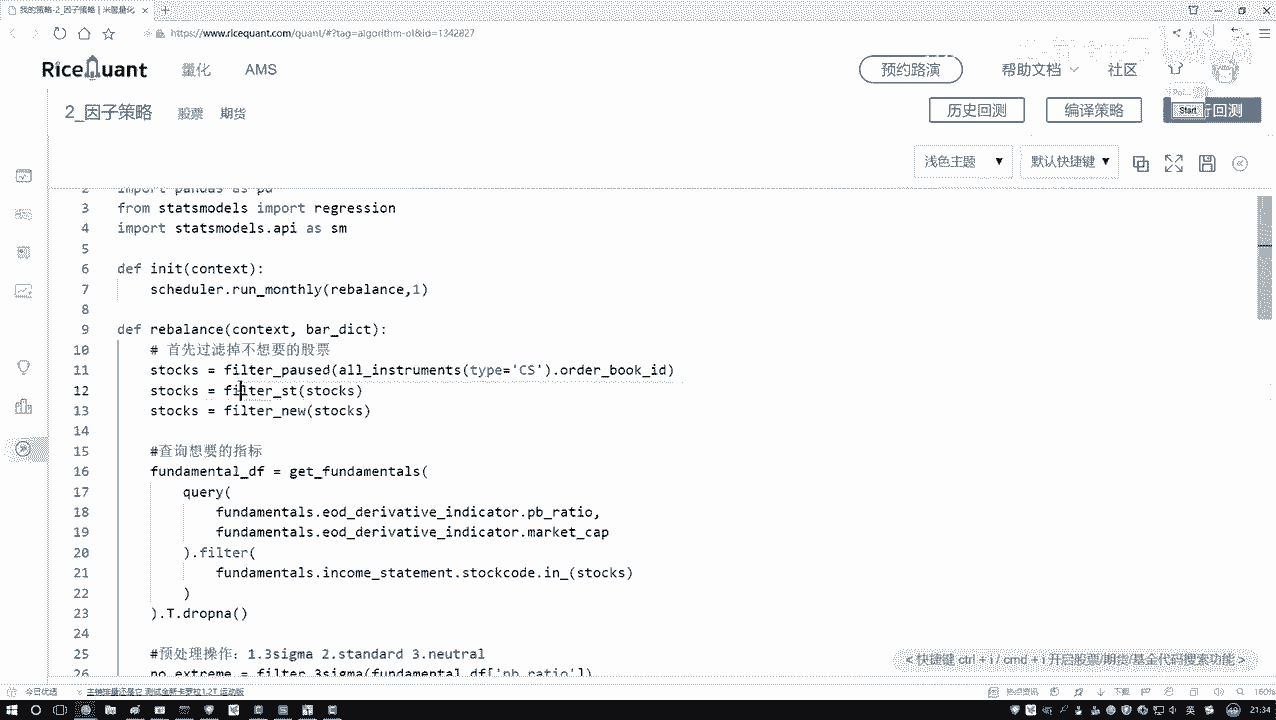 我的策略-2_因子策略 | 米筐量化
https://www.ricequant.com/quant/#?tag=algorithm-ol&id=1342827
RiceQuant 量化 AMS 预约路演 帮助文档 社区
2_因子策略 股票 期货 历史回测 编译策略 回测
Start
浅色主题 默认快捷键
2 import pandas as pd
3 from statsmodels import regression
4 import statsmodels.api as sm
5
6 def init(context):
7 scheduler.run_monthly(rebalance,1)
8
9 def rebalance(context, bar_dict):
10 # 首先过滤掉不想要的股票
11 stocks = filter_paused(all_instruments(type='CS').order_book_id)
12 stocks = filter_st(stocks)
13 stocks = filter_new(stocks)
14
15 #查询想要的指标
16 fundamental_df = get_fundamentals(
17 query(
18 fundamentals.eod_derivative_indicator.pb_ratio,
19 fundamentals.eod_derivative_indicator.market_cap
20 ).filter(
21 fundamentals.income_statement.stockcode.in_(stocks)
22 )
23 ).T.dropna()
24
25 #预处理操作: 1.3sigma 2.standard 3.neutral
26 no_extreme = filter_3sigma(fundamental_df['pb_ratio'])
<快捷键 ctrl + i / cmd + i 开启股票/期货/基金代码搜索功能 >
今日优选
下载
160%
英
21:34